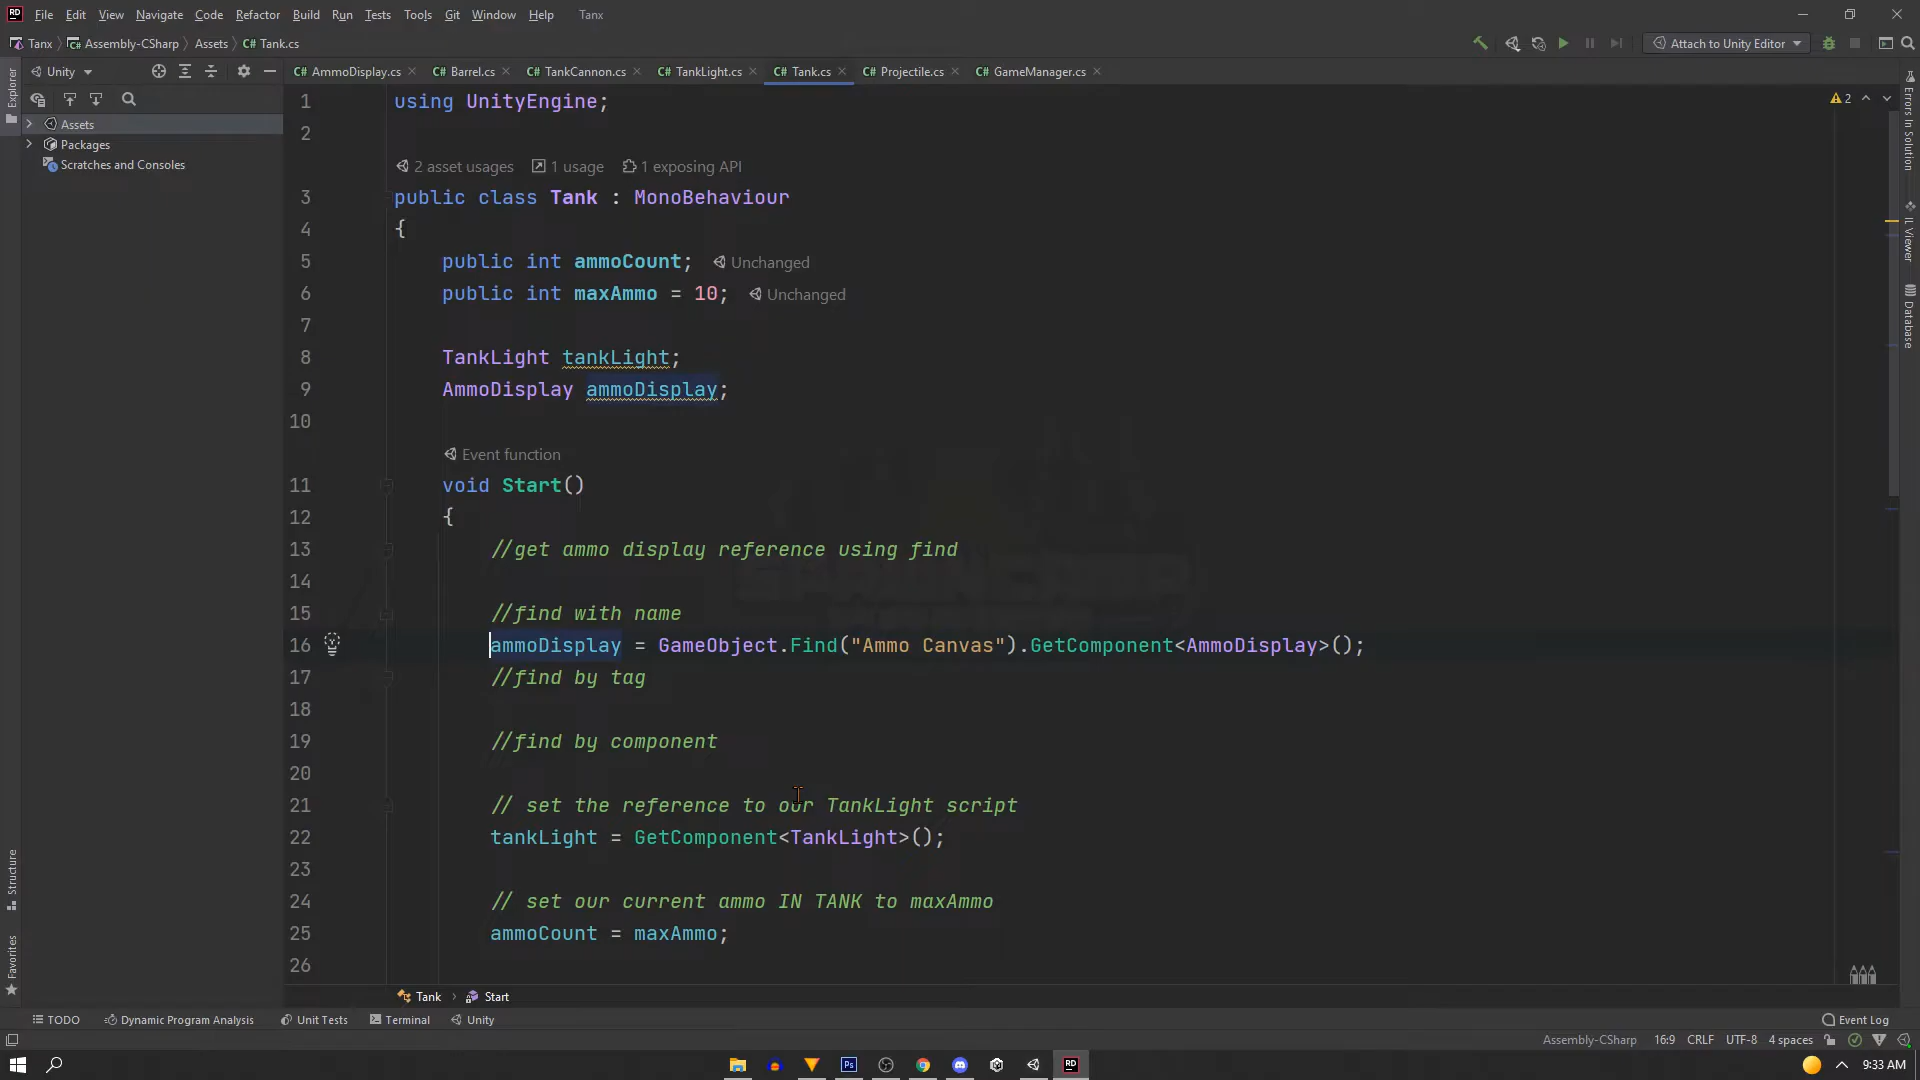 RD File Edit View Navigate Code Refactor Build Run Tests Tools Git Window Help Tanx
Tanx Assembly-CSharp Assets C# Tank.cs Attach to Unity Editor
Explorer Unity C# AmmoDisplay.cs C# Barrel.cs C# TankCannon.cs C# TankLight.cs C# Tank.cs C# Projectile.cs C# GameManager.cs
Assets
Packages
Scratches and Consoles
1 using UnityEngine; 2
2
2 asset usages 1 usage 1 exposing API
3 public class Tank : MonoBehaviour
4 {
5 public int ammoCount; Unchanged
6 public int maxAmmo = 10; Unchanged
7
8 TankLight tankLight;
9 AmmoDisplay ammoDisplay;
10
Event function
11 void Start()
12 {
13 //get ammo display reference using find
14
15 //find with name
16 ammoDisplay = GameObject.Find("Ammo Canvas").GetComponent<AmmoDisplay>();
17 //find by tag
18
19 //find by component
20
21 // set the reference to our TankLight script
22 tankLight = GetComponent<TankLight>();
23
24 // set our current ammo IN TANK to maxAmmo
25 ammoCount = maxAmmo;
26
Errors In Solution
IL Viewer
Database
Structure
Favorites
Tank Start
TODO Dynamic Program Analysis Unit Tests Terminal Unity Event Log
Assembly-CSharp 16:9 CRLF UTF-8 4 spaces
Ps RD 9:33 AM